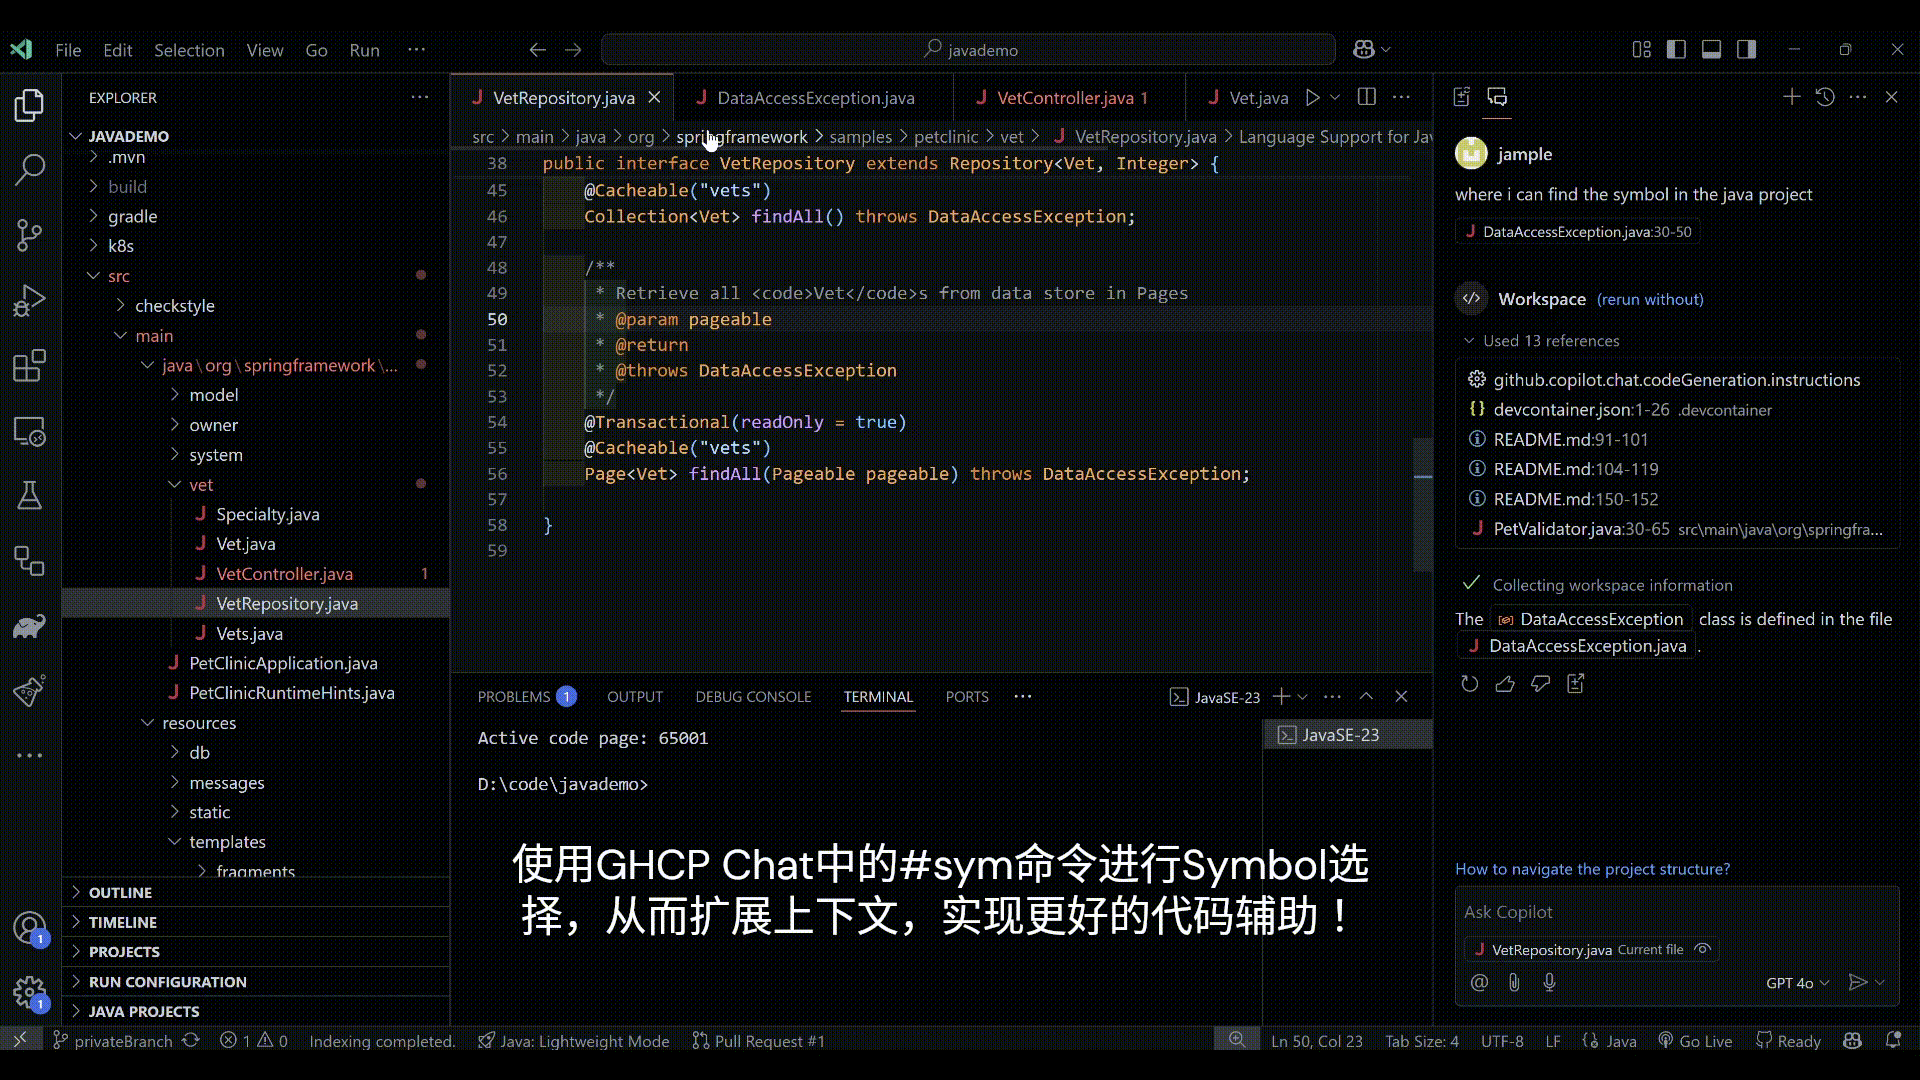 File Edit Selection View Go Run ···
javademo
EXPLORER
JAVADEMO
.mvn
build
gradle
k8s
src
checkstyle
main
java\org\springframework\...
model
owner
system
vet
Specialty.java
Vet.java
VetController.java 1
VetRepository.java
Vets.java
PetClinicApplication.java
PetClinicRuntimeHints.java
resources
db
messages
static
templates
fragments
OUTLINE
TIMELINE
PROJECTS
RUN CONFIGURATION
JAVA PROJECTS
1
1
VetRepository.java DataAccessException.java VetController.java 1 Vet.java
src > main > java > org > springframework > samples > petclinic > vet > VetRepository.java > Language Support for Jav
38 public interface VetRepository extends Repository<Vet, Integer> {
45 @Cacheable("vets")
46 Collection<Vet> findAll() throws DataAccessException;
47
48 /**
49 * Retrieve all <code>Vet</code>s from data store in Pages
50 * @param pageable
51 * @return
52 * @throws DataAccessException
53 */
54 @Transactional(readOnly = true)
55 @Cacheable("vets")
56 Page<Vet> findAll(Pageable pageable) throws DataAccessException;
57
58 }
59
PROBLEMS 1 OUTPUT DEBUG CONSOLE TERMINAL PORTS ··· JavaSE-23
Active code page: 65001
D:\code\javademo>
JavaSE-23
使用GHCP Chat中的#sym命令进行Symbol选
择，从而扩展上下文，实现更好的代码辅助！
jample
where i can find the symbol in the java project
DataAccessException.java:30-50
Workspace (rerun without)
Used 13 references
github.copilot.chat.codeGeneration.instructions
devcontainer.json:1-26 .devcontainer
README.md:91-101
README.md:104-119
README.md:150-152
PetValidator.java:30-65 src\main\java\org\springfra...
Collecting workspace information
The DataAccessException class is defined in the file
DataAccessException.java .
How to navigate the project structure?
Ask Copilot
VetRepository.java Current file
GPT 4o
privateBranch 1 0 Indexing completed. Java: Lightweight Mode Pull Request #1 Ln 50, Col 23 Tab Size: 4 UTF-8 LF Java Go Live Ready